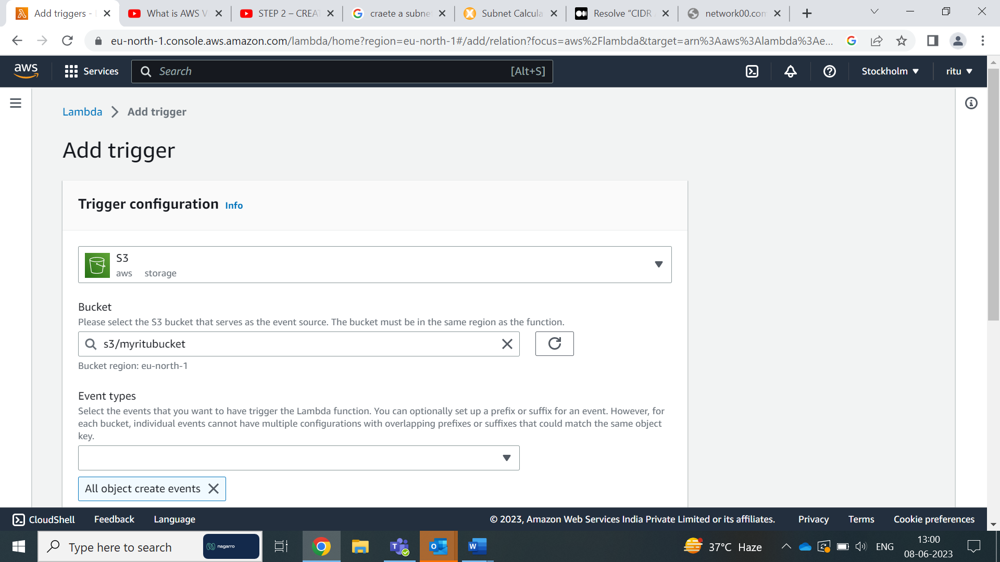 Add triggers -
What is AWS V
STEP 2 – CREAT
craete a subne
Subnet Calcula
Resolve “CIDR
network00.com
eu-north-1.console.aws.amazon.com/lambda/home?region=eu-north-1#/add/relation?focus=aws%2Flambda&target=arn%3Aaws%3Alambda%3Ae...
aws
Services
Search
[Alt+S]
Stockholm
ritu
Lambda
Add trigger
Add trigger
Trigger configuration Info
S3
aws storage
Bucket
Please select the S3 bucket that serves as the event source. The bucket must be in the same region as the function.
s3/myritubucket
Bucket region: eu-north-1
Event types
Select the events that you want to have trigger the Lambda function. You can optionally set up a prefix or suffix for an event. However, for
each bucket, individual events cannot have multiple configurations with overlapping prefixes or suffixes that could match the same object
key.
All object create events
CloudShell
Feedback
Language
© 2023, Amazon Web Services India Private Limited or its affiliates.
Privacy
Terms
Cookie preferences
Type here to search
nagarro
37°C Haze
ENG
13:00
08-06-2023